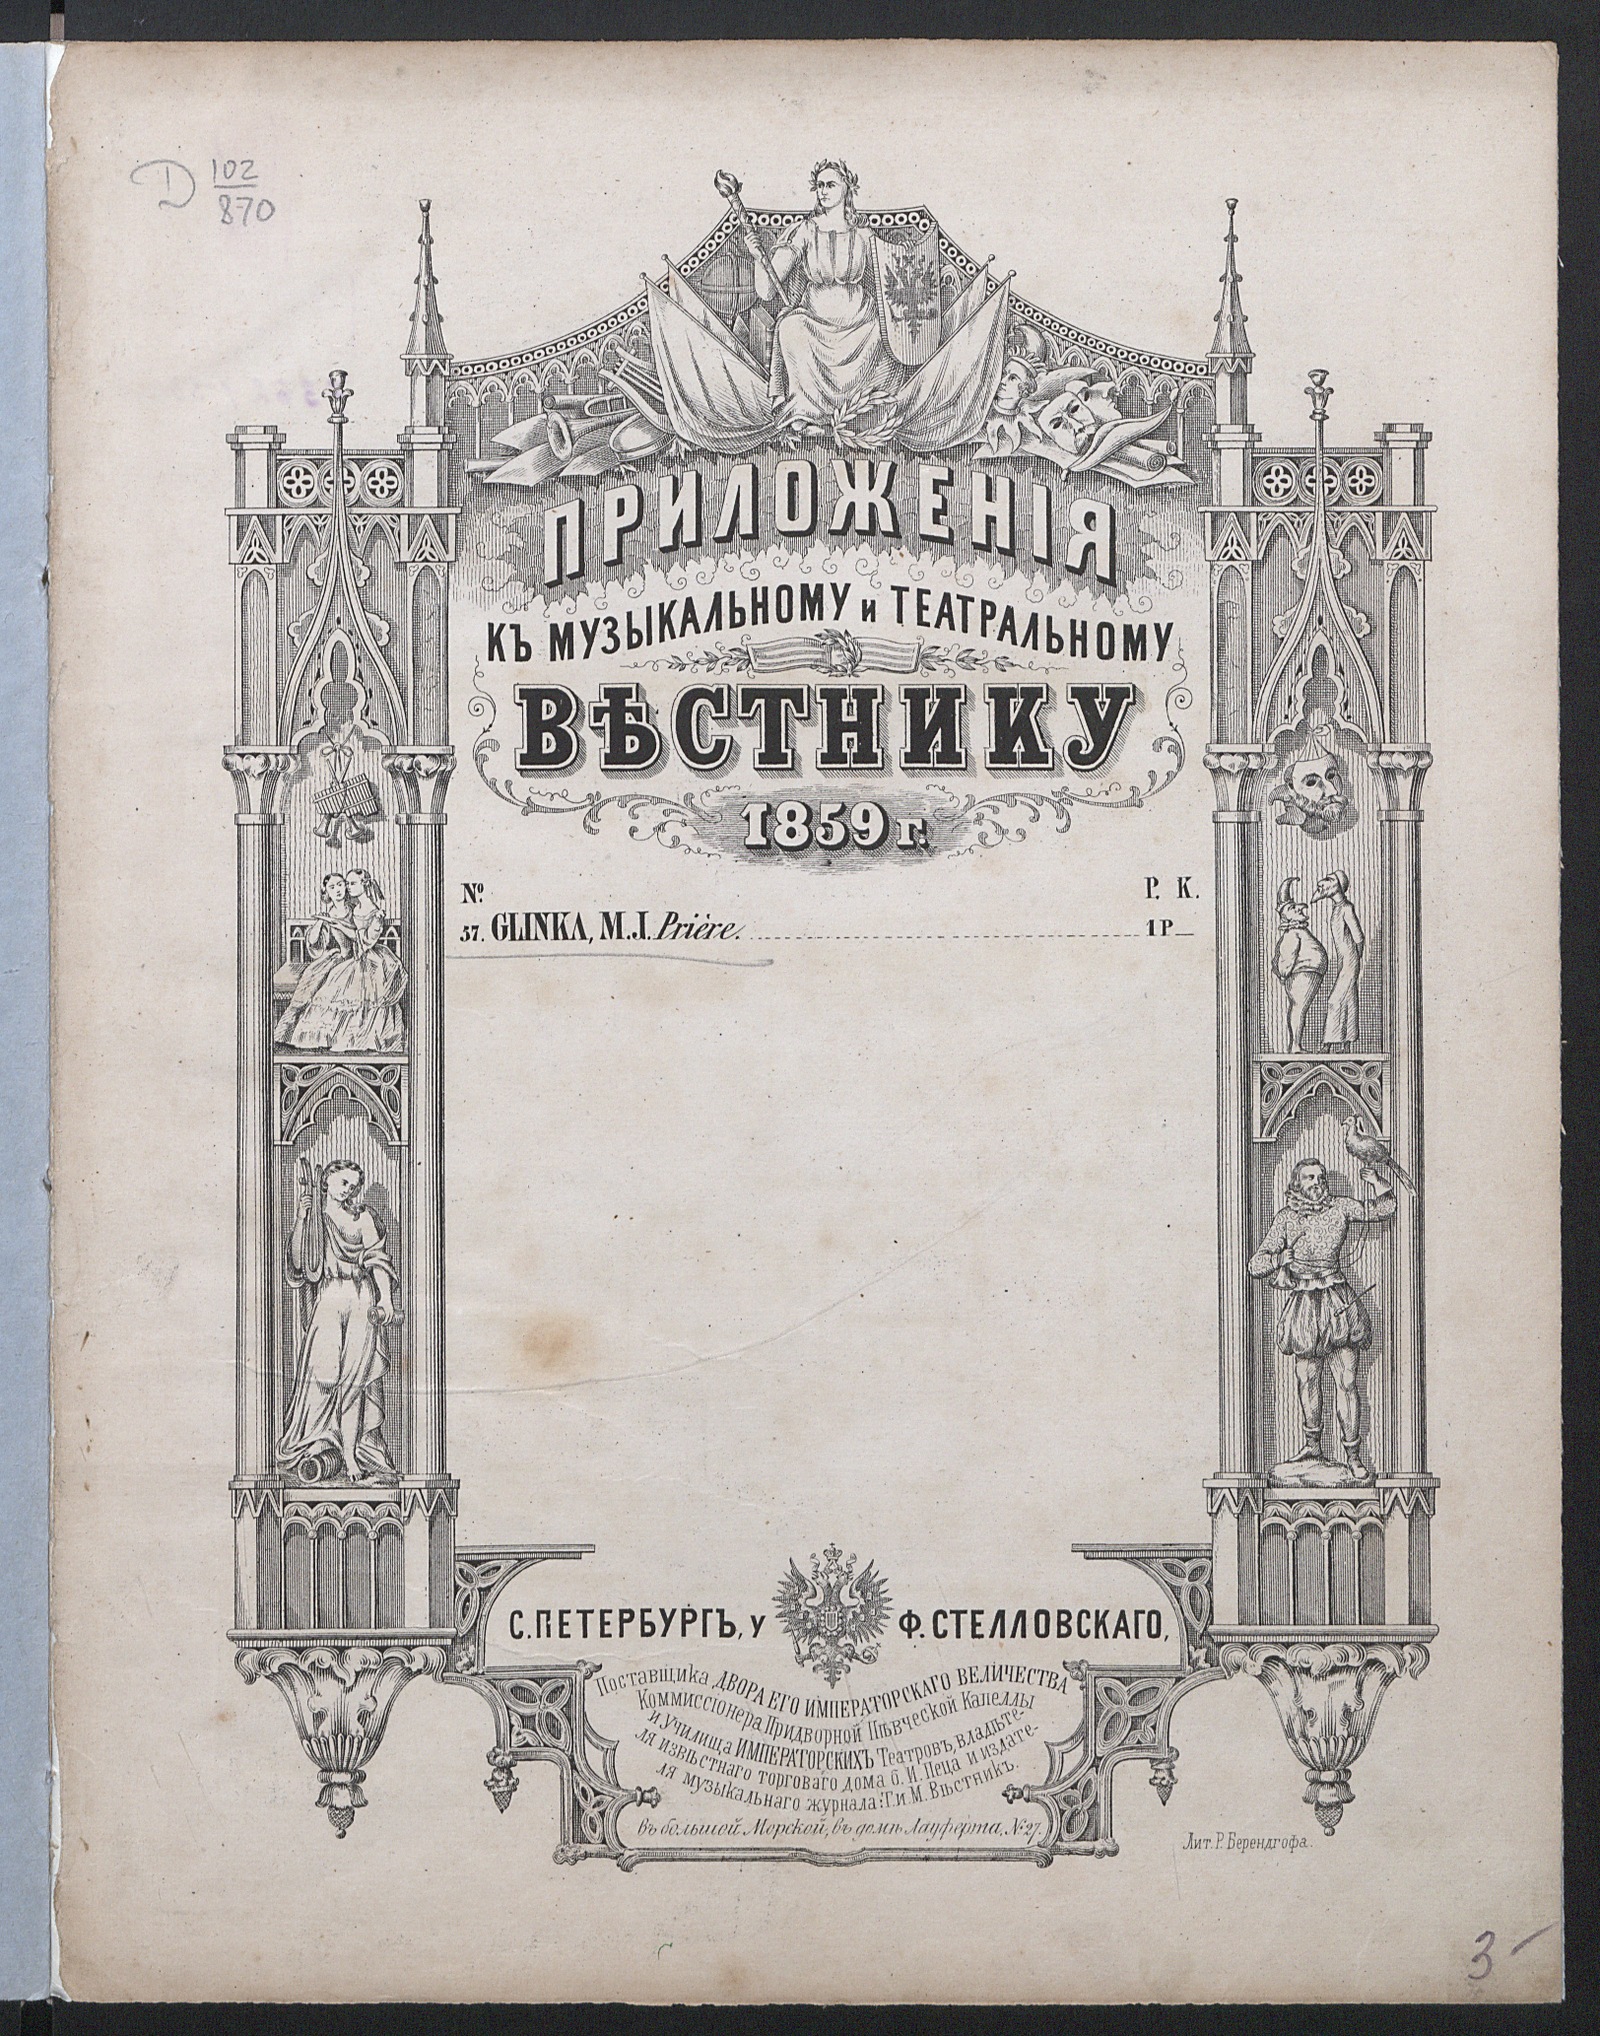 D 102
870
ПРИЛОЖЕНІЯ
КЪ МУЗЫКАЛЬНОМУ и ТЕАТРАЛЬНОМУ
ВѢСТНИКУ
1859 г.
№ Р. К.
57. GLINKA, M.J. Prière. 1 Р —
С. ПЕТЕРБУРГЪ, У Ф. СТЕЛЛОВСКАГО,
Поставщика ДВОРА ЕГО ИМПЕРАТОРСКАГО ВЕЛИЧЕСТВА
Коммиссіонера Придворной Пѣвческой Капеллы
и Училища ИМПЕРАТОРСКИХЪ Театровъ, владѣте-
ля извѣстнаго торговаго дома б. И. Пеца и издате-
ля музыкальнаго журнала: Т. и М. Вѣстникъ.
въ большой Морской, въ домѣ Лауферта, № 27.
Лит. Р. Берендгофа.
3 -